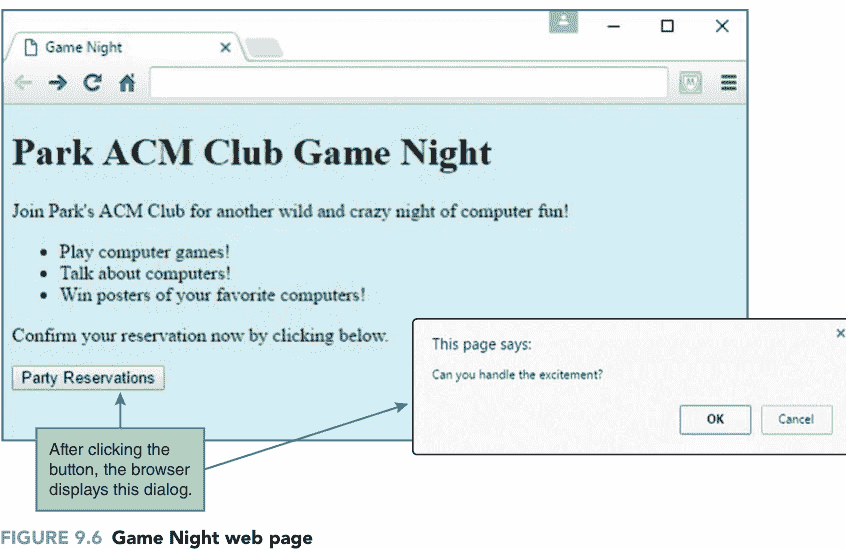 Game Night
Park ACM Club Game Night
Join Park's ACM Club for another wild and crazy night of computer fun!
• Play computer games!
• Talk about computers!
• Win posters of your favorite computers!
Confirm your reservation now by clicking below.
Party Reservations
This page says:
Can you handle the excitement?
OK
Cancel
After clicking the
button, the browser
displays this dialog.
FIGURE 9.6 Game Night web page